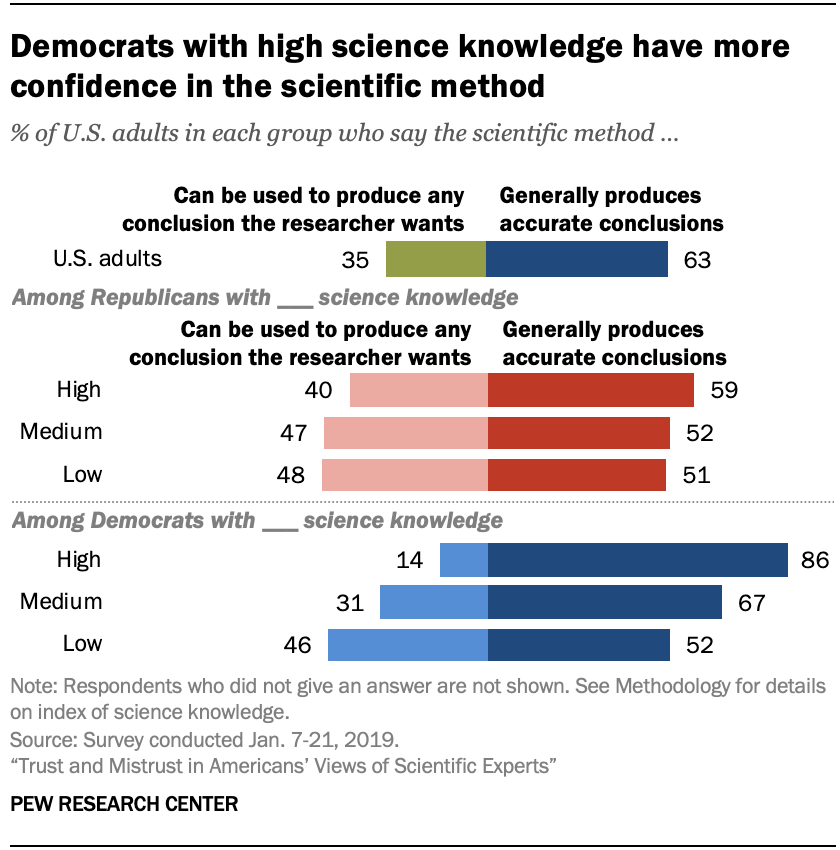 Democrats with high science knowledge have more
confidence in the scientific method
% of U.S. adults in each group who say the scientific method ...
Can be used to produce any
conclusion the researcher wants
Generally produces
accurate conclusions
U.S. adults 35 63
Among Republicans with ___ science knowledge
Can be used to produce any
conclusion the researcher wants
Generally produces
accurate conclusions
High 40 59
Medium 47 52
Low 48 51
Among Democrats with ___ science knowledge
High 14 86
Medium 31 67
Low 46 52
Note: Respondents who did not give an answer are not shown. See Methodology for details
on index of science knowledge.
Source: Survey conducted Jan. 7-21, 2019.
“Trust and Mistrust in Americans’ Views of Scientific Experts”
PEW RESEARCH CENTER